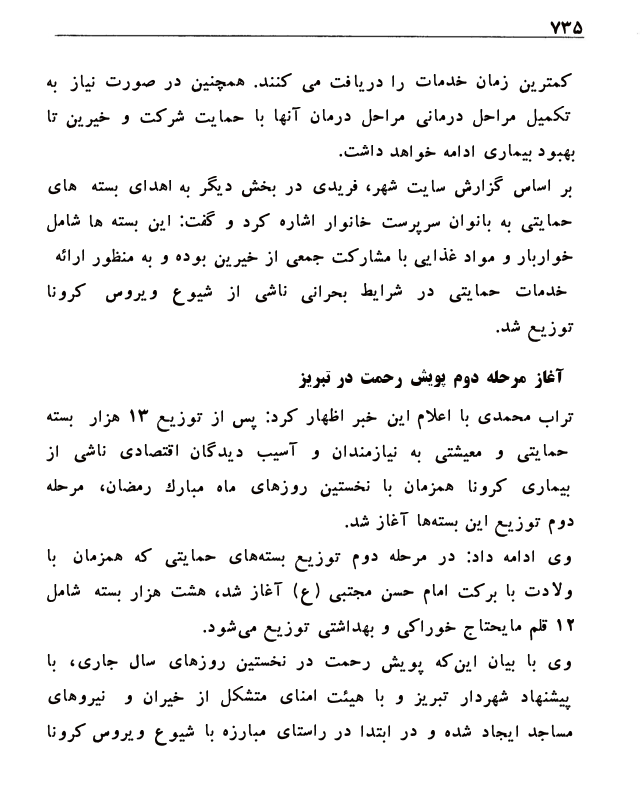 ۷۳۵
کمترین زمان خدمات را دریافت می کنند. همچنین در صورت نیاز به
تکمیل مراحل درمانی مراحل درمان آنها با حمایت شرکت و خیرین تا
بهبود بیماری ادامه خواهد داشت.
بر اساس گزارش سایت شهر، فریدی در بخش دیگر به اهدای بسته های
حمایتی به بانوان سرپرست خانوار اشاره کرد و گفت: این بسته ها شامل
خواربار و مواد غذایی با مشارکت جمعی از خیرین بوده و به منظور ارائه
خدمات حمایتی در شرایط بحرانی ناشی از شیوع ویروس کرونا
توزیع شد.
آغاز مرحله دوم پویش رحمت در تبریز
تراب محمدی با اعلام این خبر اظهار کرد: پس از توزیع ۱۳ هزار بسته
حمایتی و معیشتی به نیازمندان و آسیب دیدگان اقتصادی ناشی از
بیماری کرونا همزمان با نخستین روزهای ماه مبارك رمضان، مرحله
دوم توزیع این بسته‌ها آغاز شد.
وی ادامه داد: در مرحله دوم توزیع بسته‌های حمایتی که همزمان با
ولادت با برکت امام حسن مجتبی (ع) آغاز شد، هشت هزار بسته شامل
۱۲ قلم مایحتاج خوراکی و بهداشتی توزیع می‌شود.
وی با بیان این‌که پویش رحمت در نخستین روزهای سال جاری، با
پیشنهاد شهردار تبریز و با هیئت امنای متشکل از خیران و نیروهای
مساجد ایجاد شده و در ابتدا در راستای مبارزه با شیوع ویروس کرونا